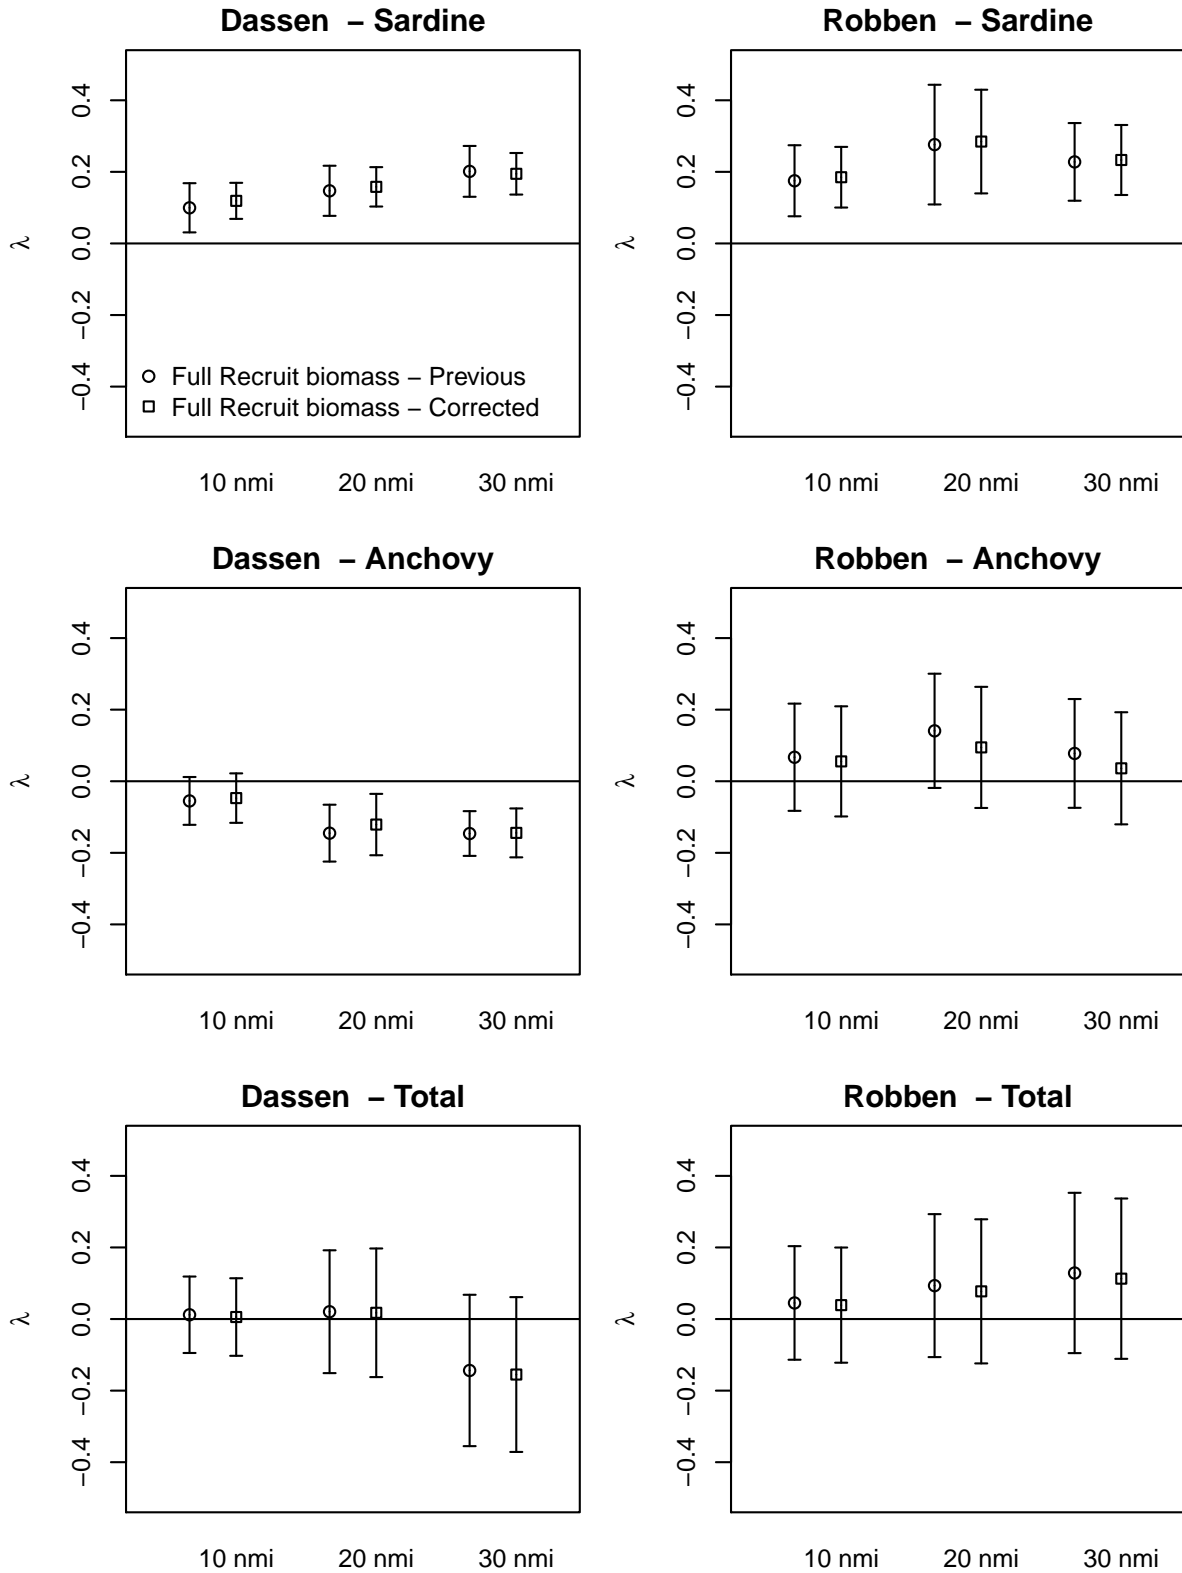 Dassen – Sardine
0.4
0.2
0.0
−0.2
−0.4
λ
Full Recruit biomass – Previous
Full Recruit biomass – Corrected
10 nmi 20 nmi 30 nmi
Robben – Sardine
0.4
0.2
0.0
−0.2
−0.4
λ
10 nmi 20 nmi 30 nmi
Dassen – Anchovy
0.4
0.2
0.0
−0.2
−0.4
λ
10 nmi 20 nmi 30 nmi
Robben – Anchovy
0.4
0.2
0.0
−0.2
−0.4
λ
10 nmi 20 nmi 30 nmi
Dassen – Total
0.4
0.2
0.0
−0.2
−0.4
λ
10 nmi 20 nmi 30 nmi
Robben – Total
0.4
0.2
0.0
−0.2
−0.4
λ
10 nmi 20 nmi 30 nmi